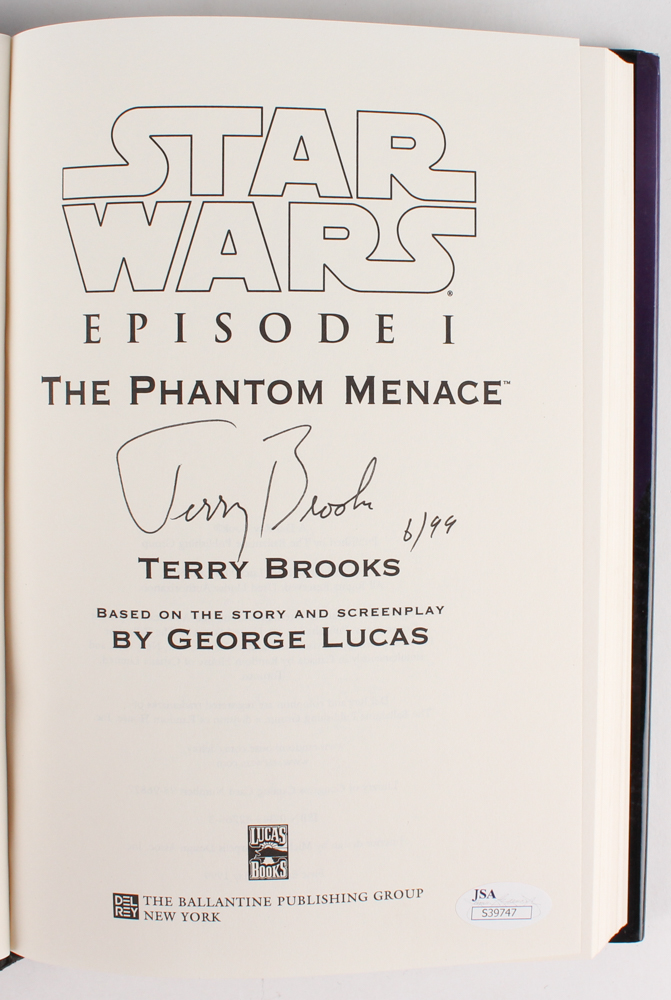 STAR
WARS®
EPISODE I
THE PHANTOM MENACE™
Terry Brooks
6/99
TERRY BROOKS
BASED ON THE STORY AND SCREENPLAY
BY GEORGE LUCAS
LUCAS
BOOKS
DEL
REY
THE BALLANTINE PUBLISHING GROUP
NEW YORK
JSA
S39747